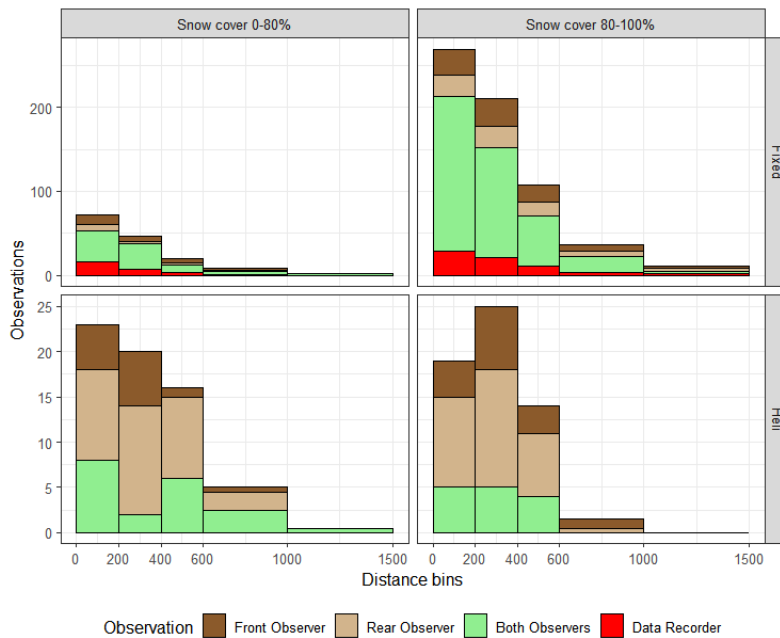 Snow cover 0-80%
Snow cover 80-100%
200
100
0
Fixed
Observations
25
20
15
10
5
0
Heli
0 200 400 600 1000 1500
0 200 400 600 1000 1500
Distance bins
Observation Front Observer Rear Observer Both Observers Data Recorder